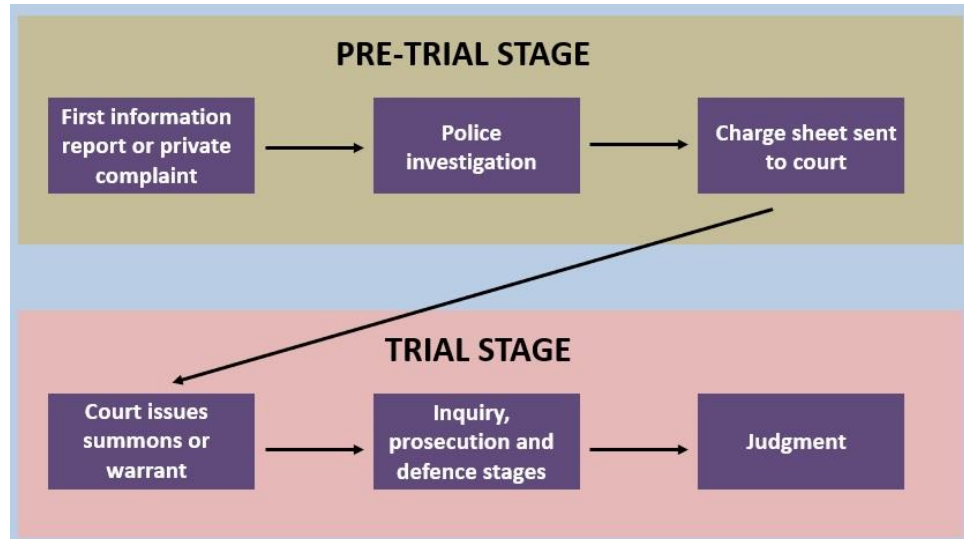 PRE-TRIAL STAGE
First information
report or private
complaint
Police
investigation
Charge sheet sent
to court
TRIAL STAGE
Court issues
summons or
warrant
Inquiry,
prosecution and
defence stages
Judgment